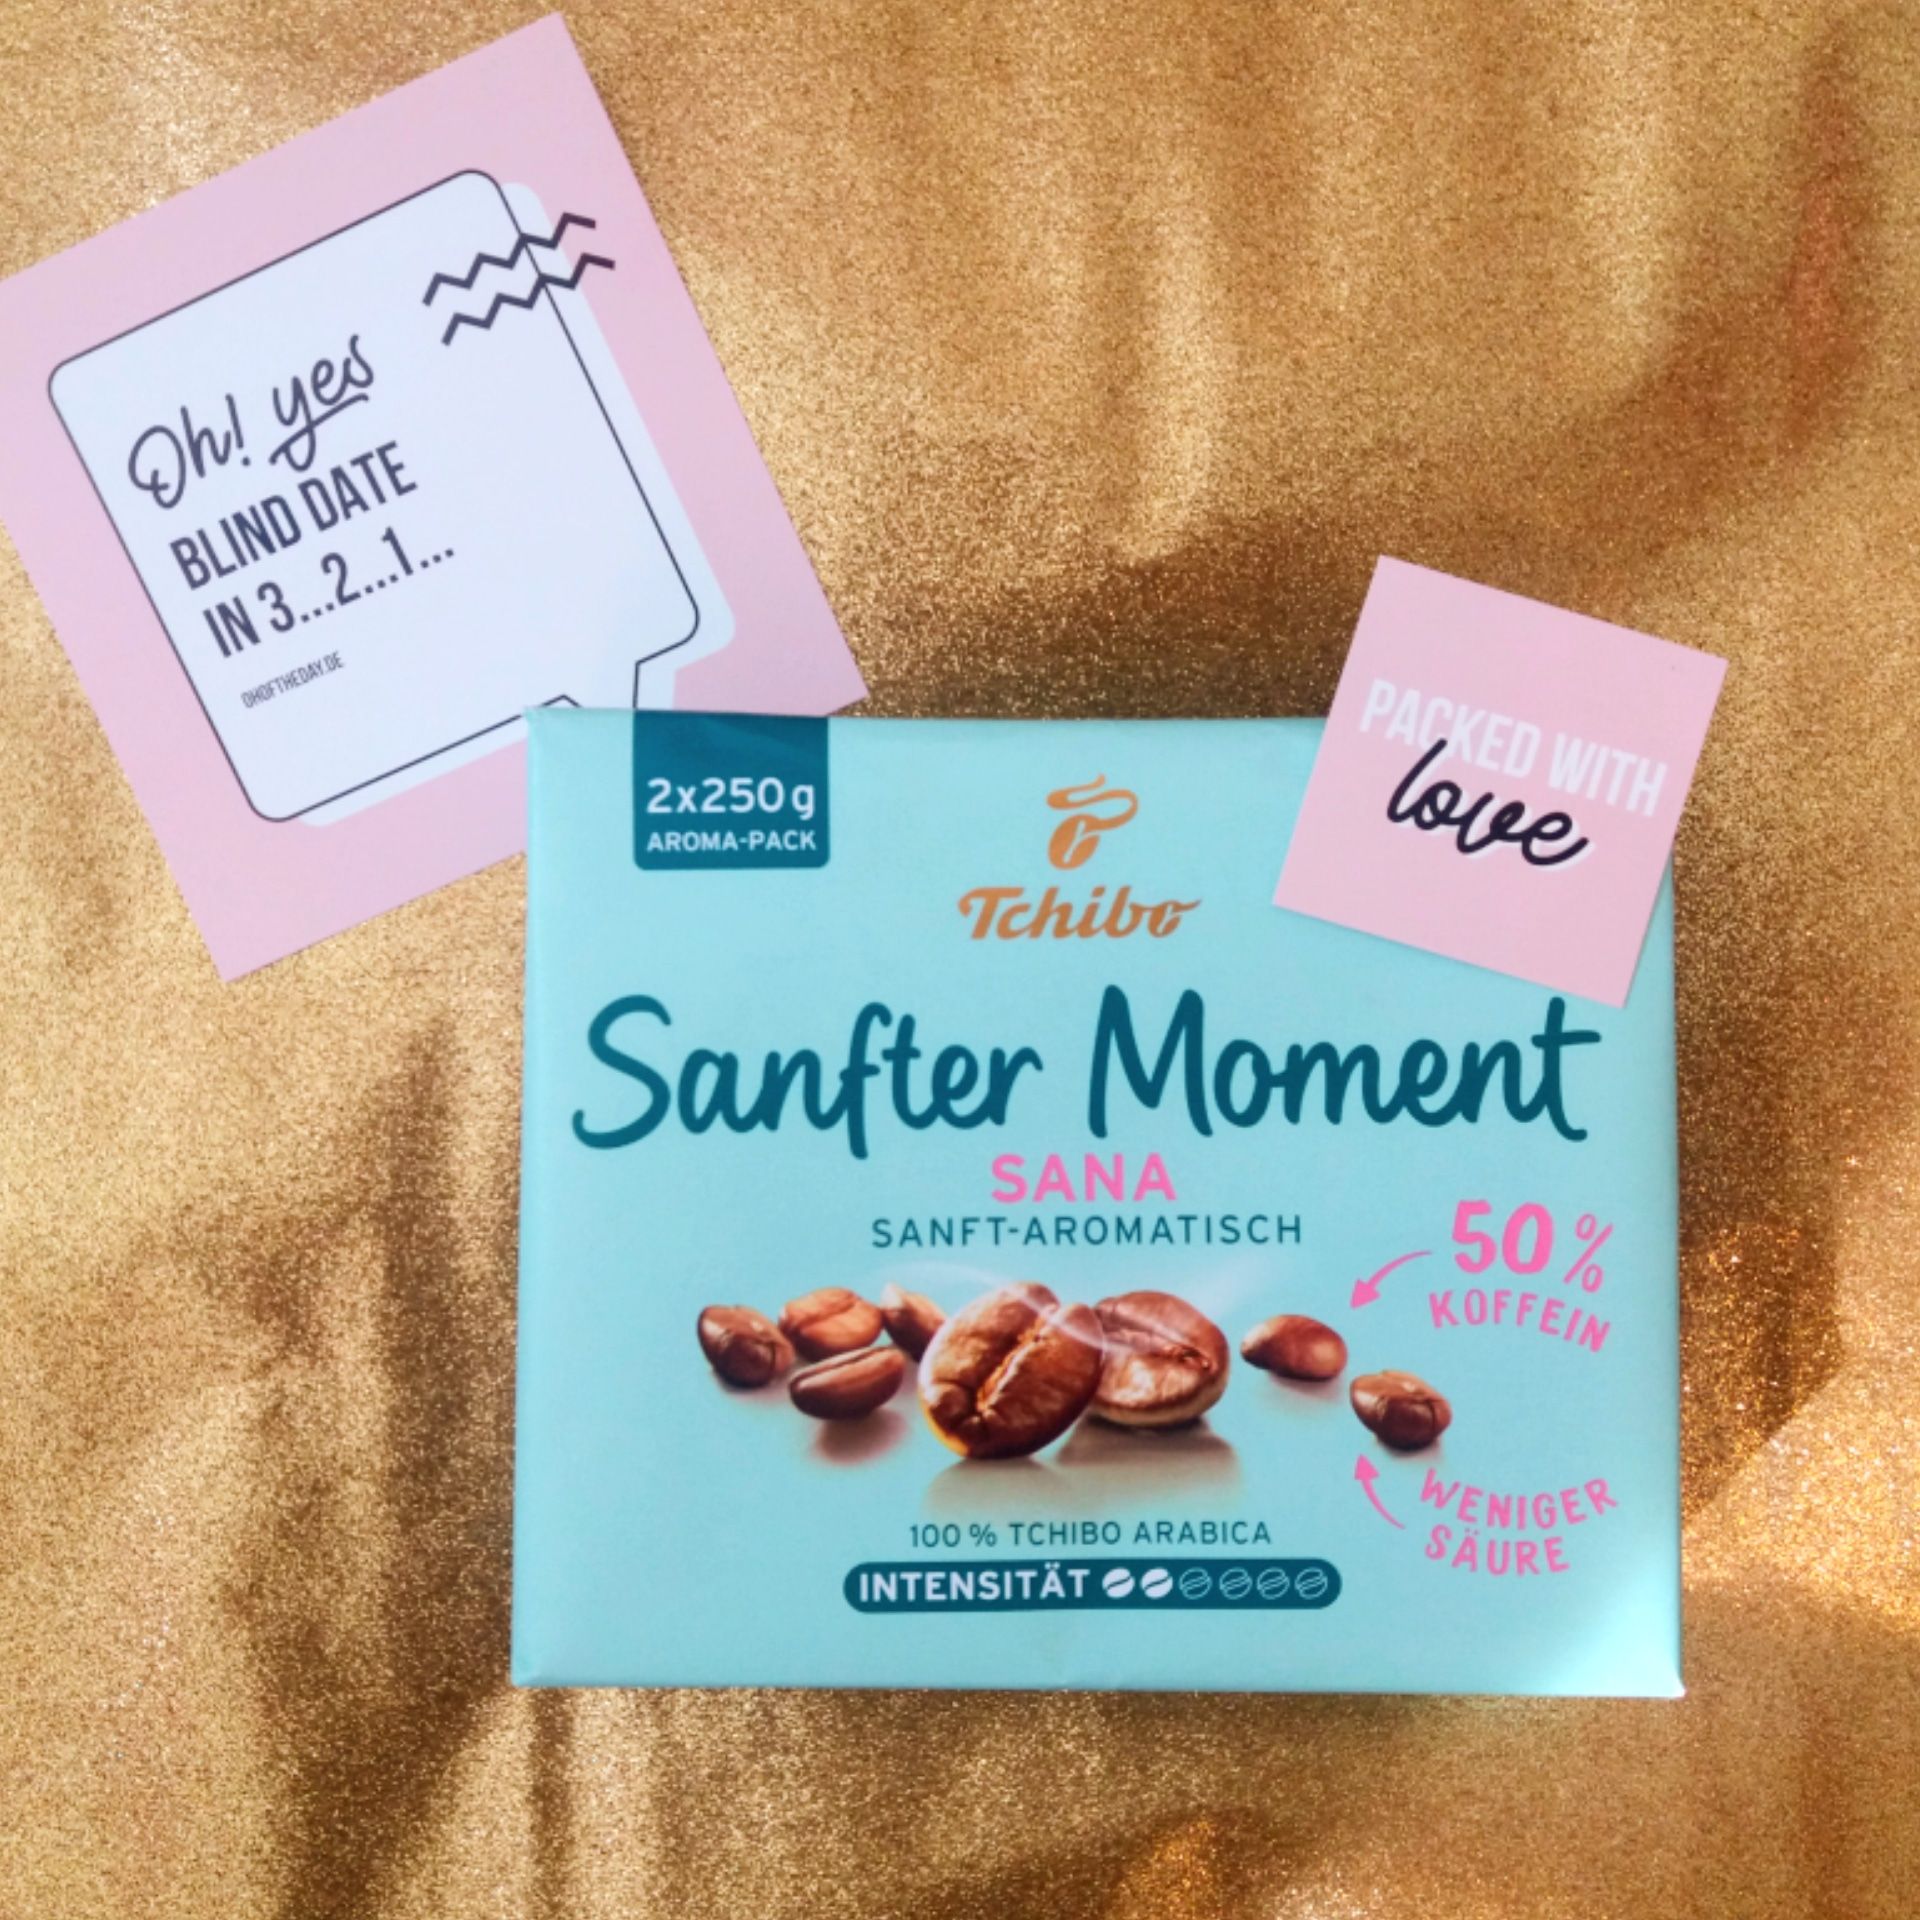 Oh! yes
BLIND DATE
IN 3...2...1...
OHOFTHEDAY.DE
PACKED WITH
love
2x250g
AROMA-PACK
Tchibo
Sanfter Moment
SANA
SANFT-AROMATISCH
50%
KOFFEIN
WENIGER
SÄURE
100% TCHIBO ARABICA
INTENSITÄT